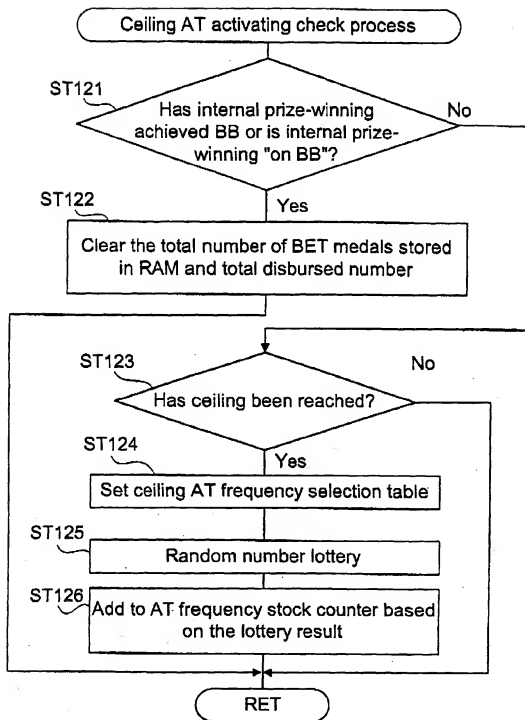 Ceiling AT activating check process
ST121
Has internal prize-winning
achieved BB or is internal prize-
winning "on BB"?
No
Yes
ST122
Clear the total number of BET medals stored
in RAM and total disbursed number
ST123
No
Has ceiling been reached?
Yes
ST124
Set ceiling AT frequency selection table
ST125
Random number lottery
ST126
Add to AT frequency stock counter based
on the lottery result
RET